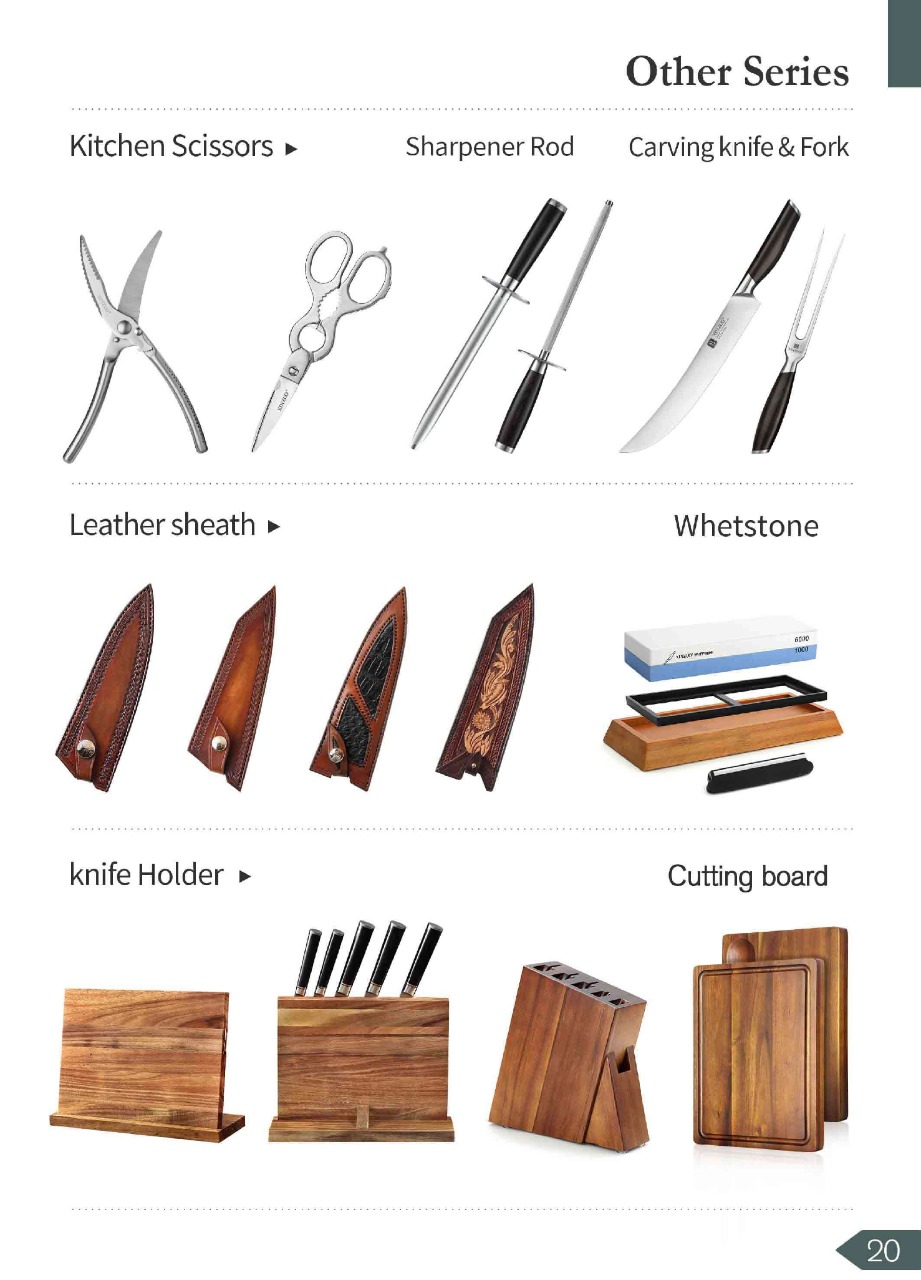 Other Series
Kitchen Scissors ►
Sharpener Rod
Carving knife & Fork
Leather sheath ►
Whetstone
6000
1000
knife Holder ►
Cutting board
20